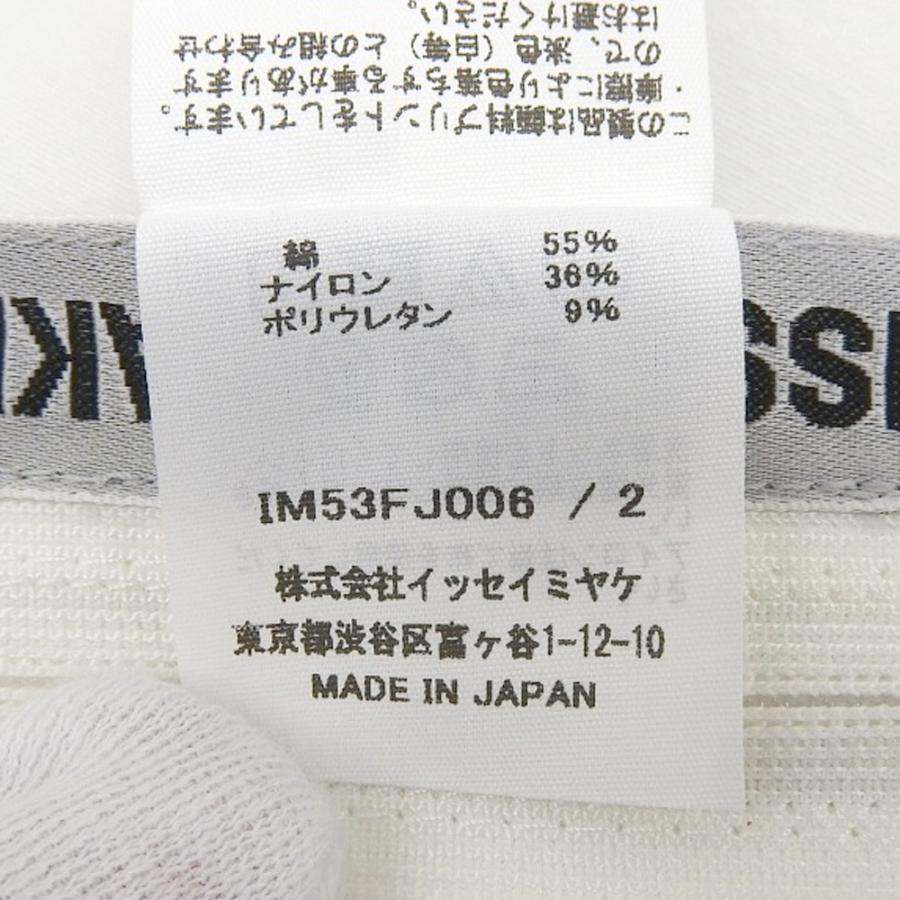 この製品は顔料プリントをしています。
・摩擦により色落ちする事があります
ので、淡色（白等）との組み合わせ
はお避けください。
綿 55%
ナイロン 36%
ポリウレタン 9%
IM53FJ006 / 2
株式会社イッセイミヤケ
東京都渋谷区富ヶ谷1-12-10
MADE IN JAPAN